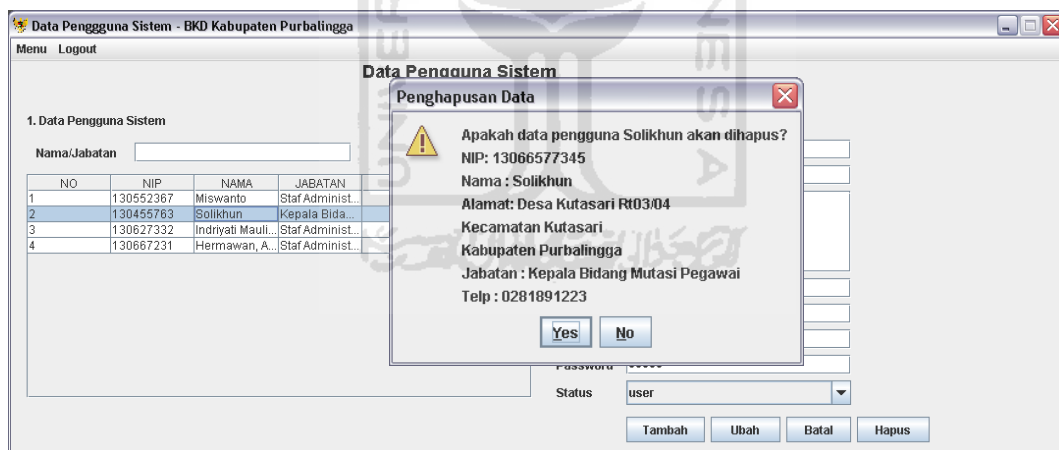 Data Penggguna Sistem - BKD Kabupaten Purbalingga
Menu Logout
Data Pengguna Sistem
Penghapusan Data
1. Data Pengguna Sistem
Nama/Jabatan
NO NIP NAMA JABATAN
1 130552367 Miswanto Staf Administ...
2 130455763 Solikhun Kepala Bida...
3 130627332 Indriyati Mauli... Staf Administ...
4 130667231 Hermawan, A... Staf Administ...
Apakah data pengguna Solikhun akan dihapus?
NIP: 13066577345
Nama : Solikhun
Alamat: Desa Kutasari Rt03/04
Kecamatan Kutasari
Kabupaten Purbalingga
Jabatan : Kepala Bidang Mutasi Pegawai
Telp : 0281891223
Yes No
Password
Status user
Tambah Ubah Batal Hapus